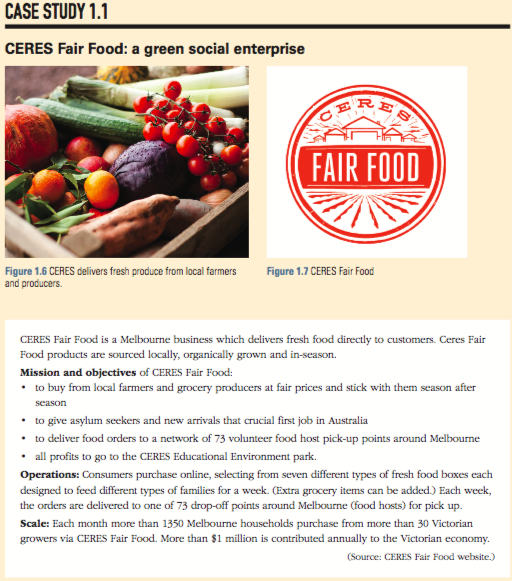 CASE STUDY 1.1
CERES Fair Food: a green social enterprise
CERES
FAIR FOOD
Figure 1.6 CERES delivers fresh produce from local farmers
and producers.
Figure 1.7 CERES Fair Food
CERES Fair Food is a Melbourne business which delivers fresh food directly to customers. Ceres Fair
Food products are sourced locally, organically grown and in-season.
Mission and objectives of CERES Fair Food:
• to buy from local farmers and grocery producers at fair prices and stick with them season after
season
• to give asylum seekers and new arrivals that crucial first job in Australia
• to deliver food orders to a network of 73 volunteer food host pick-up points around Melbourne
• all profits to go to the CERES Educational Environment park.
Operations: Consumers purchase online, selecting from seven different types of fresh food boxes each
designed to feed different types of families for a week. (Extra grocery items can be added.) Each week,
the orders are delivered to one of 73 drop-off points around Melbourne (food hosts) for pick up.
Scale: Each month more than 1350 Melbourne households purchase from more than 30 Victorian
growers via CERES Fair Food. More than $1 million is contributed annually to the Victorian economy.
(Source: CERES Fair Food website.)